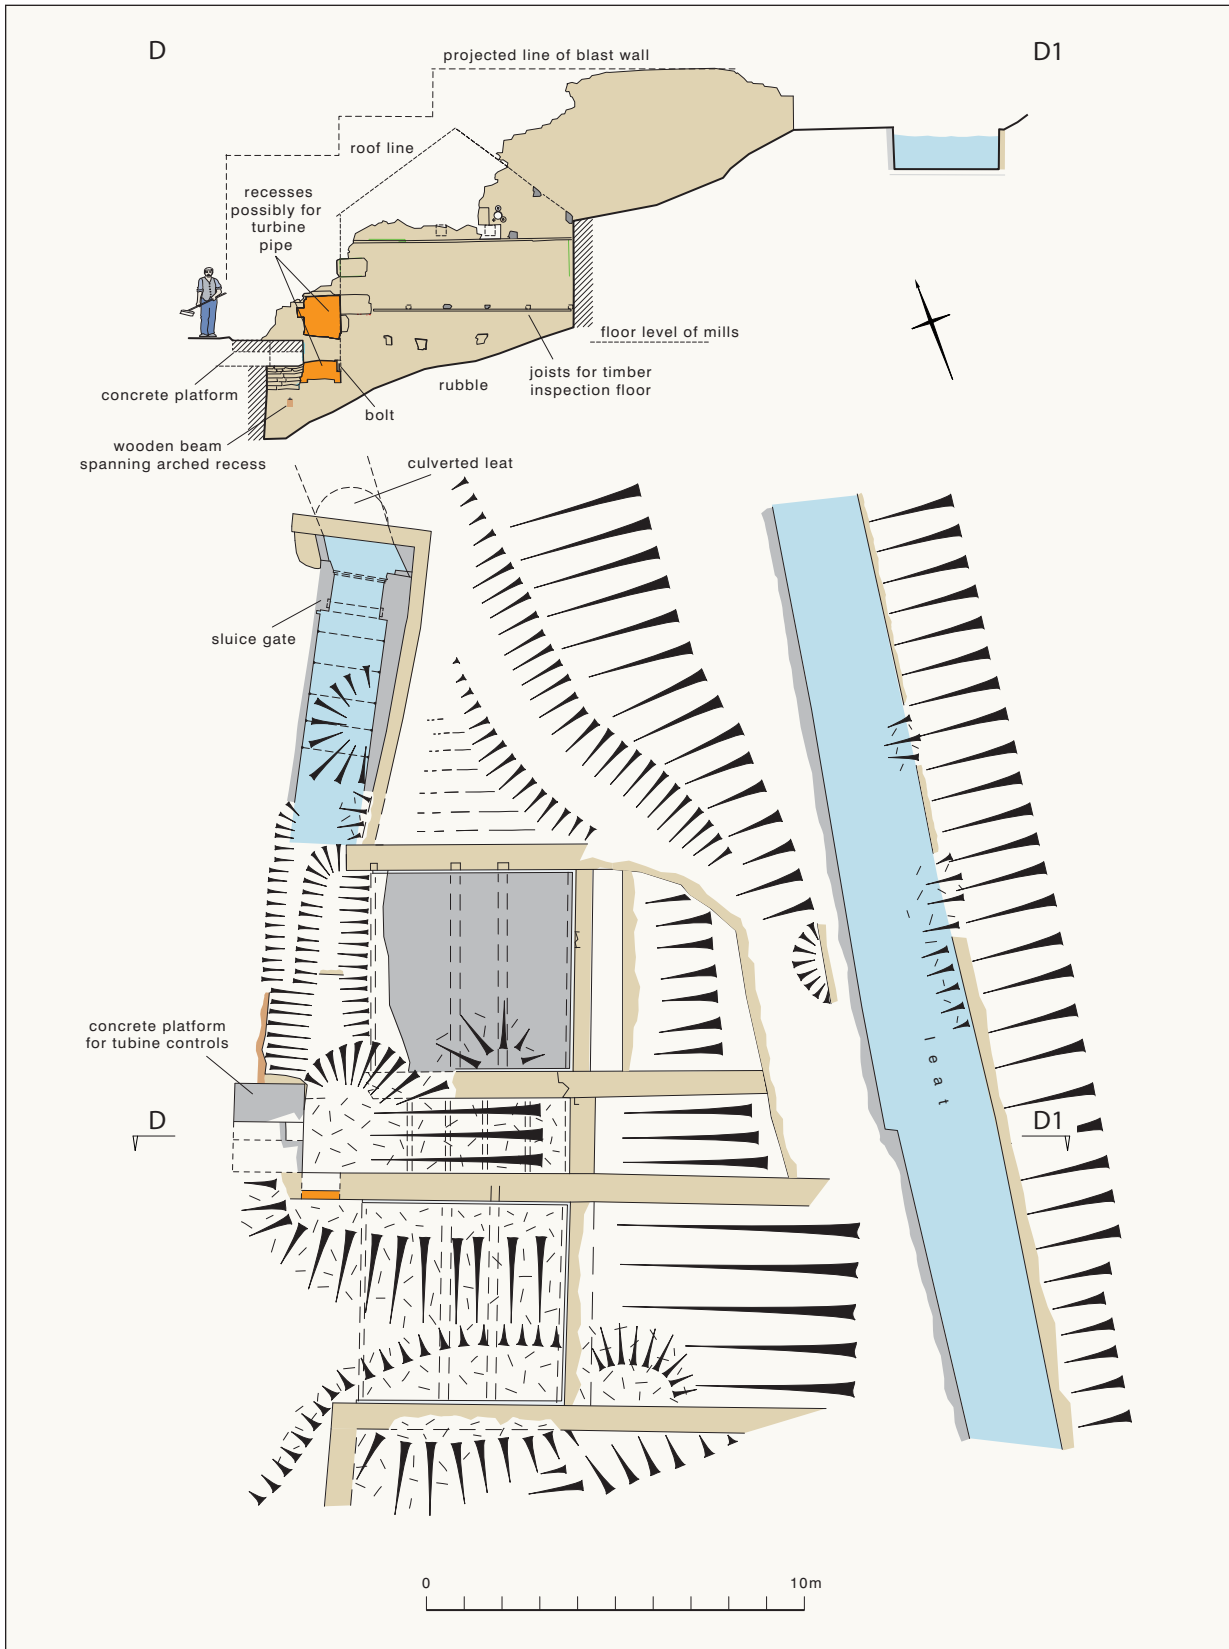 D
D1
projected line of blast wall
roof line
recesses
possibly for
turbine
pipe
floor level of mills
joists for timber
inspection floor
rubble
concrete platform
bolt
wooden beam
spanning arched recess
culverted leat
sluice gate
concrete platform
for tubine controls
leat
D
D1
0
10m